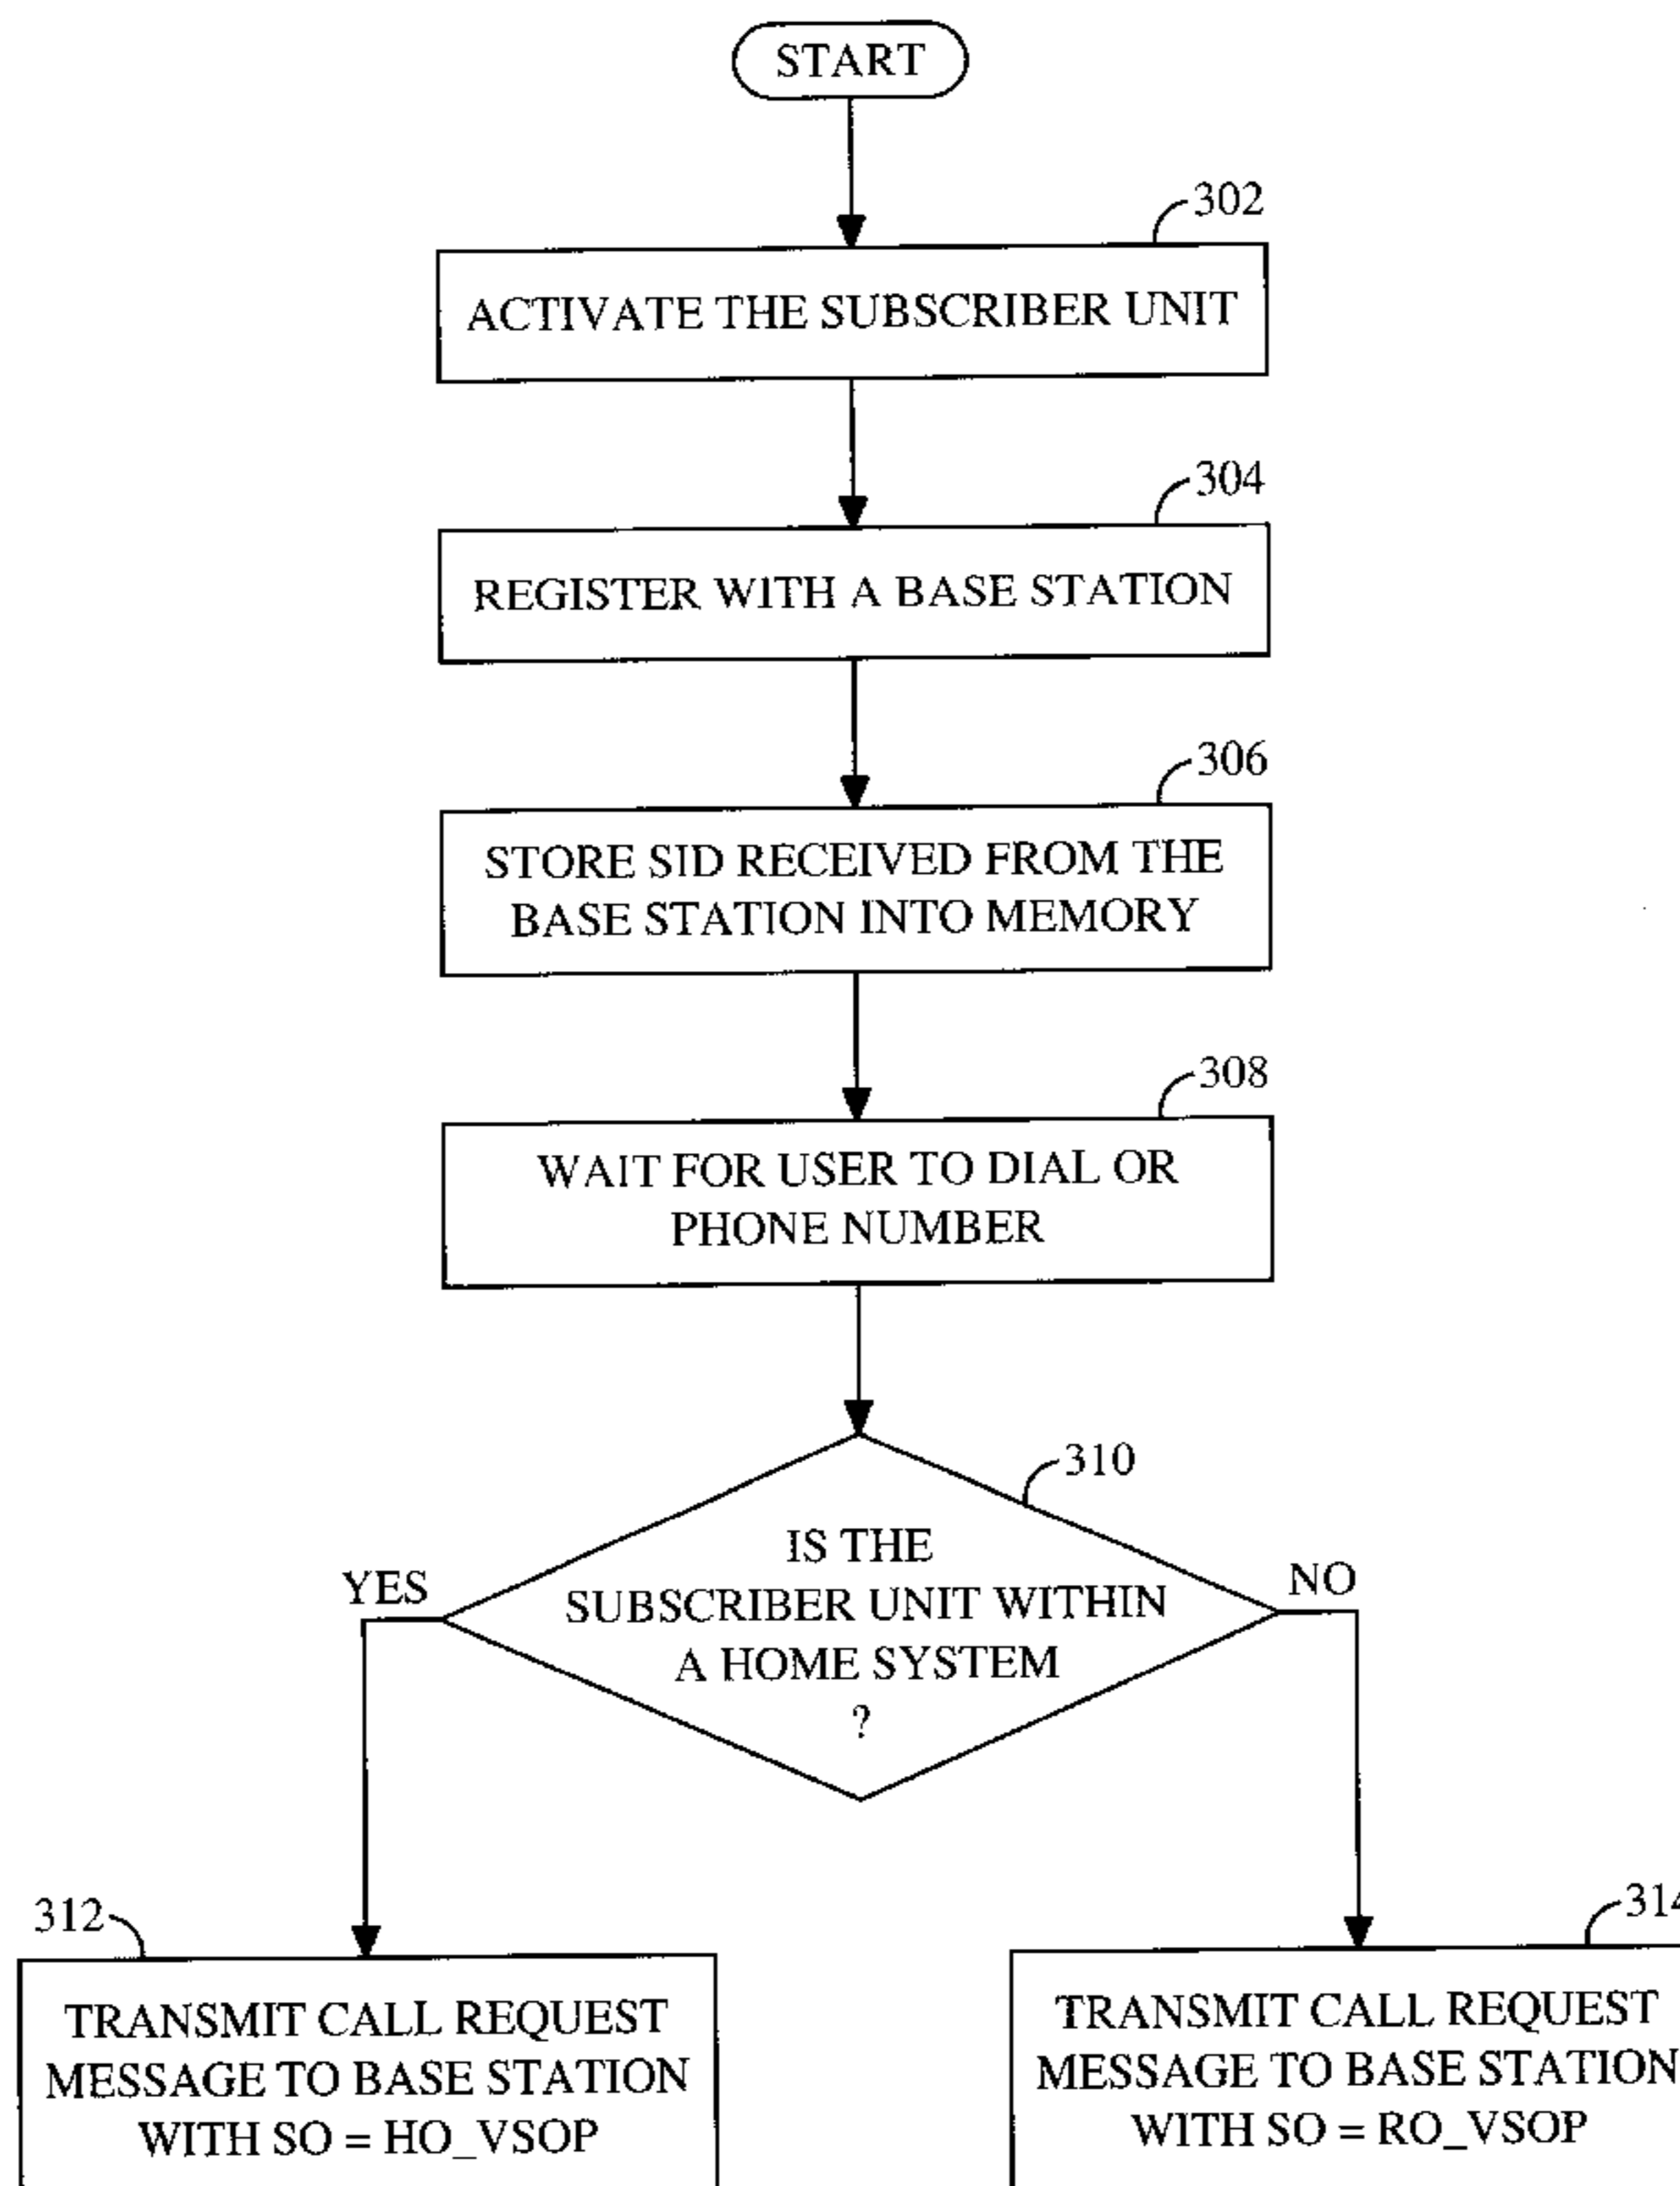 START
302
ACTIVATE THE SUBSCRIBER UNIT
304
REGISTER WITH A BASE STATION
306
STORE SID RECEIVED FROM THE
BASE STATION INTO MEMORY
308
WAIT FOR USER TO DIAL OR
PHONE NUMBER
310
IS THE
SUBSCRIBER UNIT WITHIN
A HOME SYSTEM
?
YES
NO
312
TRANSMIT CALL REQUEST
MESSAGE TO BASE STATION
WITH SO = HO_VSOP
314
TRANSMIT CALL REQUEST
MESSAGE TO BASE STATION
WITH SO = RO_VSOP